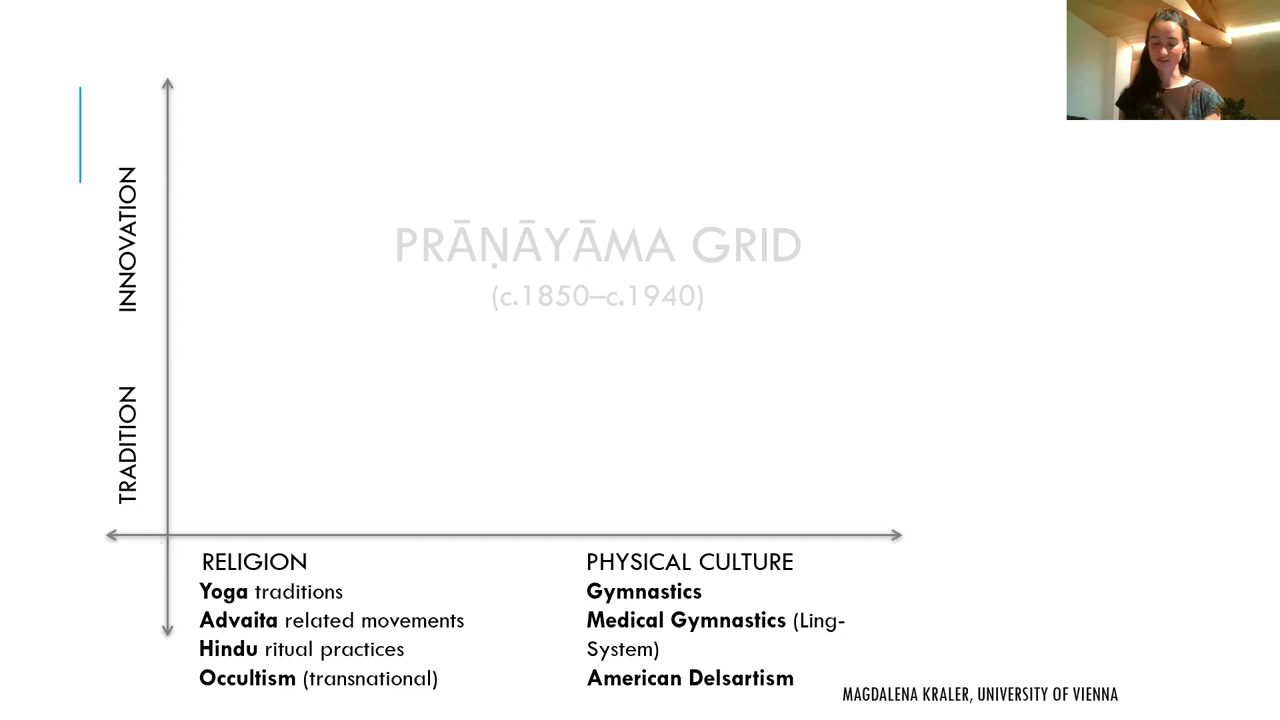 INNOVATION
TRADITION
PRĀṆĀYĀMA GRID
(c.1850–c.1940)
RELIGION
Yoga traditions
Advaita related movements
Hindu ritual practices
Occultism (transnational)
PHYSICAL CULTURE
Gymnastics
Medical Gymnastics (Ling-
System)
American Delsartism
MAGDALENA KRALER, UNIVERSITY OF VIENNA